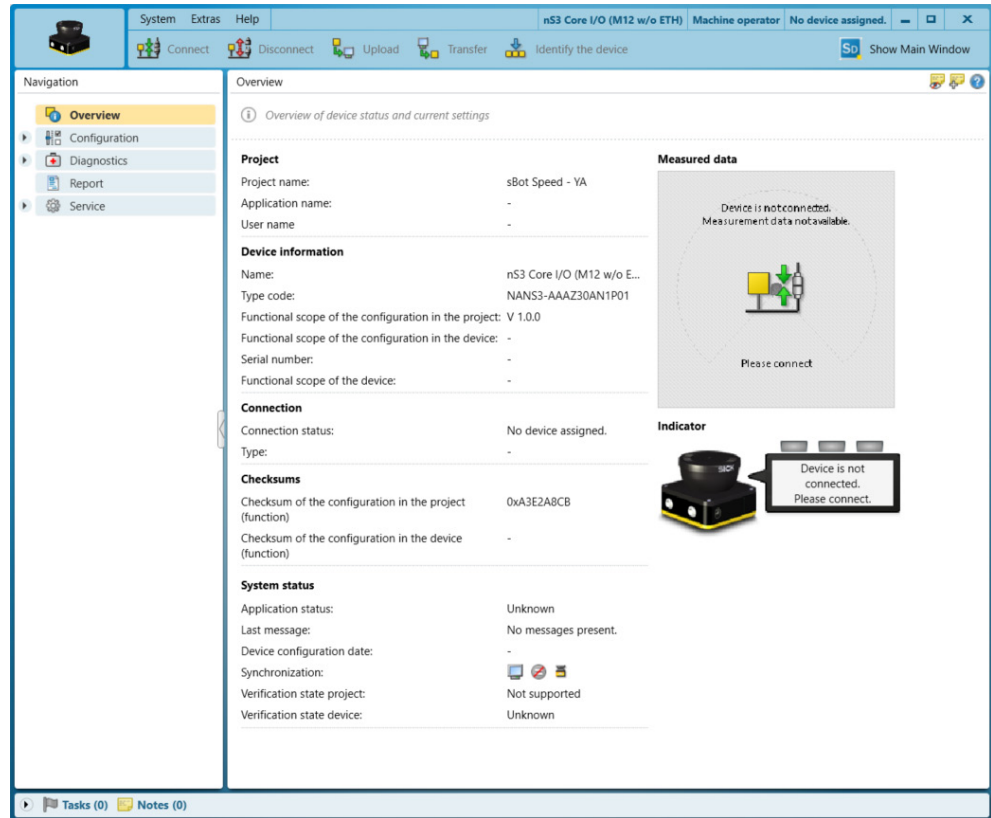 System Extras Help
nS3 Core I/O (M12 w/o ETH) Machine operator No device assigned.
Connect Disconnect Upload Transfer Identify the device
SD Show Main Window
Navigation
Overview
Configuration
Diagnostics
Report
Service
Overview
Overview of device status and current settings
Project
Project name: sBot Speed - YA
Application name: -
User name -
Device information
Name: nS3 Core I/O (M12 w/o E...
Type code: NANS3-AAAZ30AN1P01
Functional scope of the configuration in the project: V 1.0.0
Functional scope of the configuration in the device: -
Serial number: -
Functional scope of the device: -
Connection
Connection status: No device assigned.
Type: -
Checksums
Checksum of the configuration in the project 0xA3E2A8CB
(function)
Checksum of the configuration in the device -
(function)
System status
Application status: Unknown
Last message: No messages present.
Device configuration date: -
Synchronization:
Verification state project: Not supported
Verification state device: Unknown
Measured data
Device is not connected.
Measurement data not available.
Please connect
Indicator
SICK
Device is not
connected.
Please connect.
Tasks (0) Notes (0)